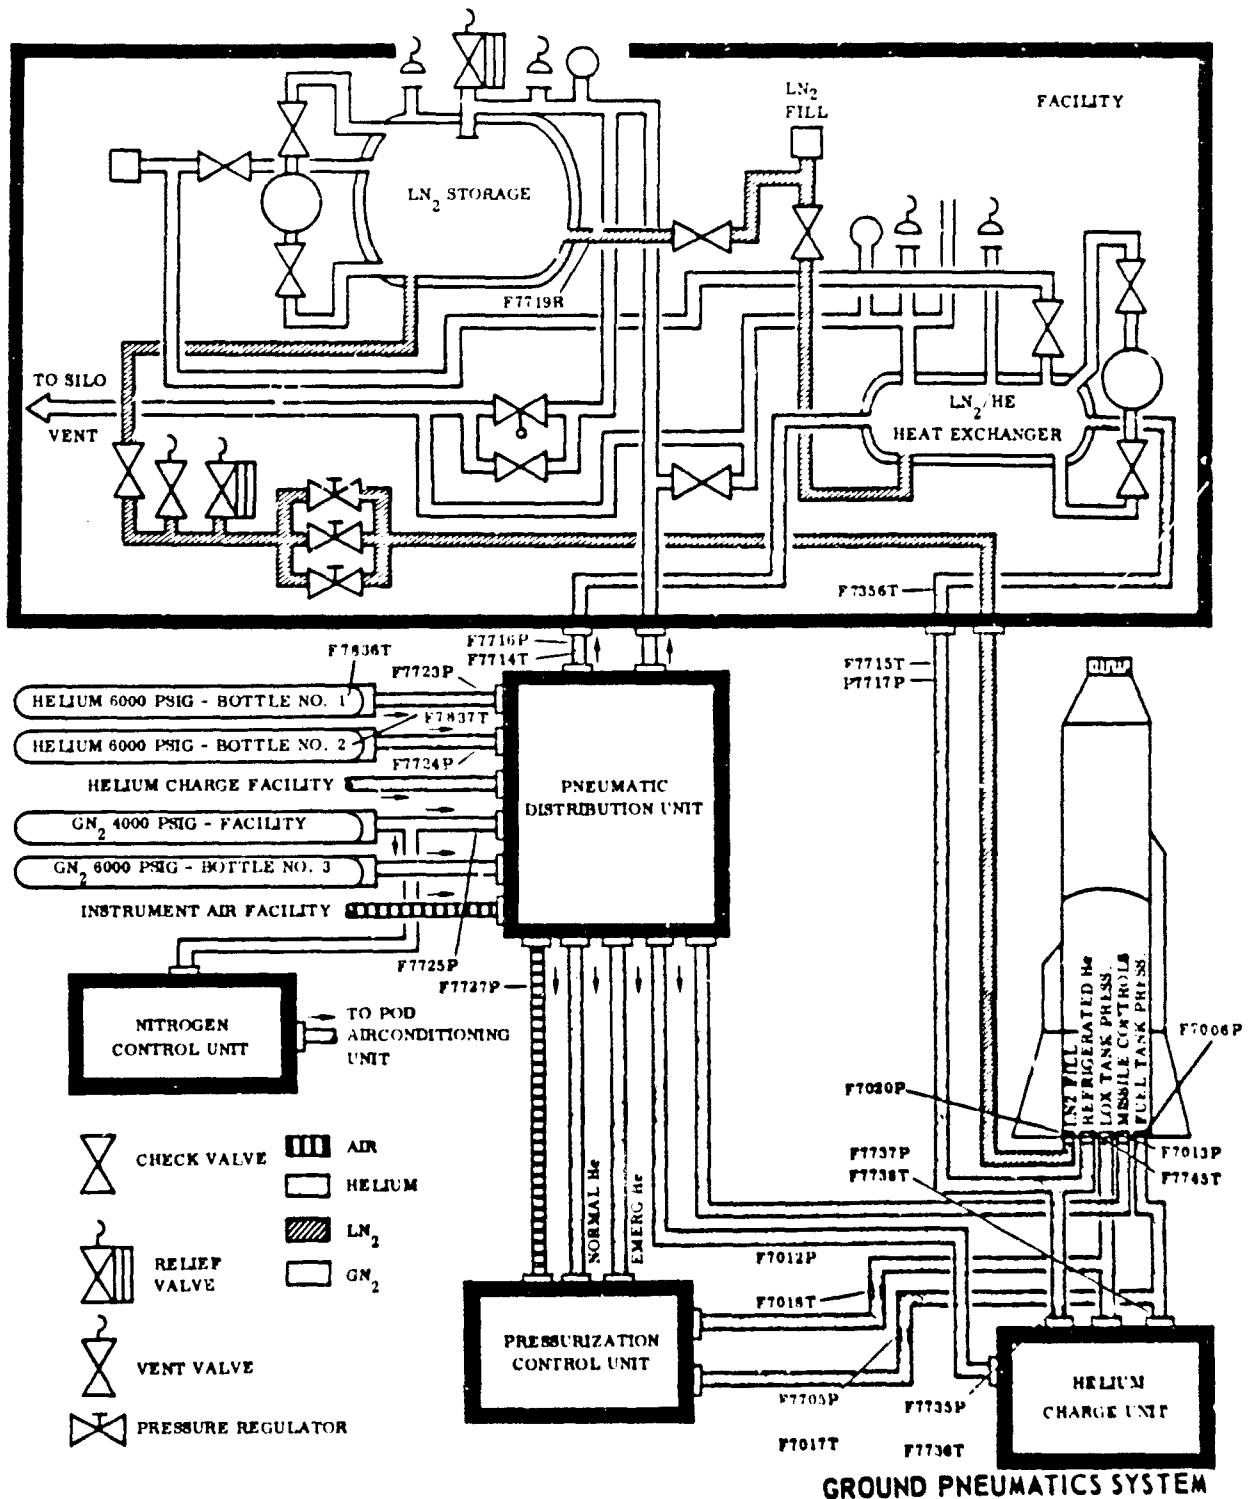 LN2
FILL
FACILITY
LN2 STORAGE
F7719R
TO SILO
VENT
LN2/HE
HEAT EXCHANGER
F7356T
F7716P
F7714T
F7836T
F7723P
F7715T
F7717P
HELIUM 6000 PSIG - BOTTLE NO. 1
F7837T
HELIUM 6000 PSIG - BOTTLE NO. 2
F7724P
HELIUM CHARGE FACILITY
PNEUMATIC
DISTRIBUTION UNIT
GN2 4000 PSIG - FACILITY
GN2 6000 PSIG - BOTTLE NO. 3
INSTRUMENT AIR FACILITY
F7725P
F7727P
NITROGEN
CONTROL UNIT
TO POD
AIRCONDITIONING
UNIT
LN2 FILL
REFRIGERATED He
LOX TANK PRESS.
MISSILE CONTROLS
FUEL TANK PRESS.
F7006P
F7020P
F7737P
F7738T
F7013P
F7745T
CHECK VALVE
AIR
HELIUM
LN2
GN2
RELIEF
VALVE
VENT VALVE
PRESSURE REGULATOR
NORMAL He
EMERG He
F7012P
F7018T
PRESSURIZATION
CONTROL UNIT
F7705P
F7017T
F7735P
F7736T
HELIUM
CHARGE UNIT
GROUND PNEUMATICS SYSTEM